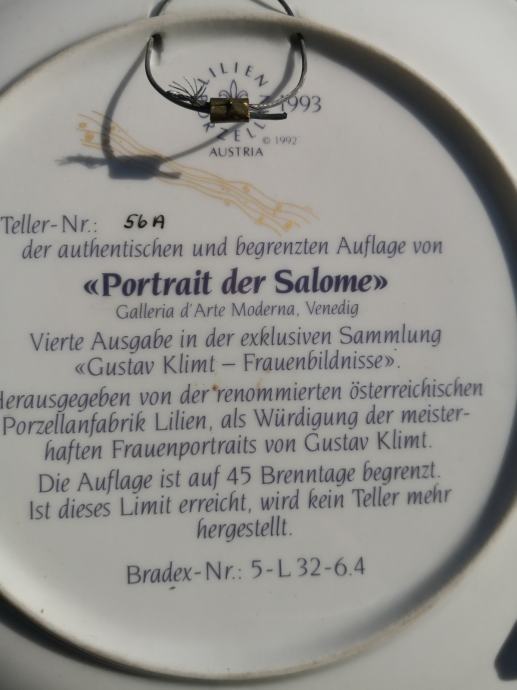 LILIEN
PORZELLAN
1993
© 1992
AUSTRIA
Teller-Nr.: 56A
der authentischen und begrenzten Auflage von
«Portrait der Salome»
Galleria d'Arte Moderna, Venedig
Vierte Ausgabe in der exklusiven Sammlung
«Gustav Klimt – Frauenbildnisse».
Herausgegeben von der renommierten österreichischen
Porzellanfabrik Lilien, als Würdigung der meister-
haften Frauenportraits von Gustav Klimt.
Die Auflage ist auf 45 Brenntage begrenzt.
Ist dieses Limit erreicht, wird kein Teller mehr
hergestellt.
Bradex-Nr.: 5-L 32-6.4